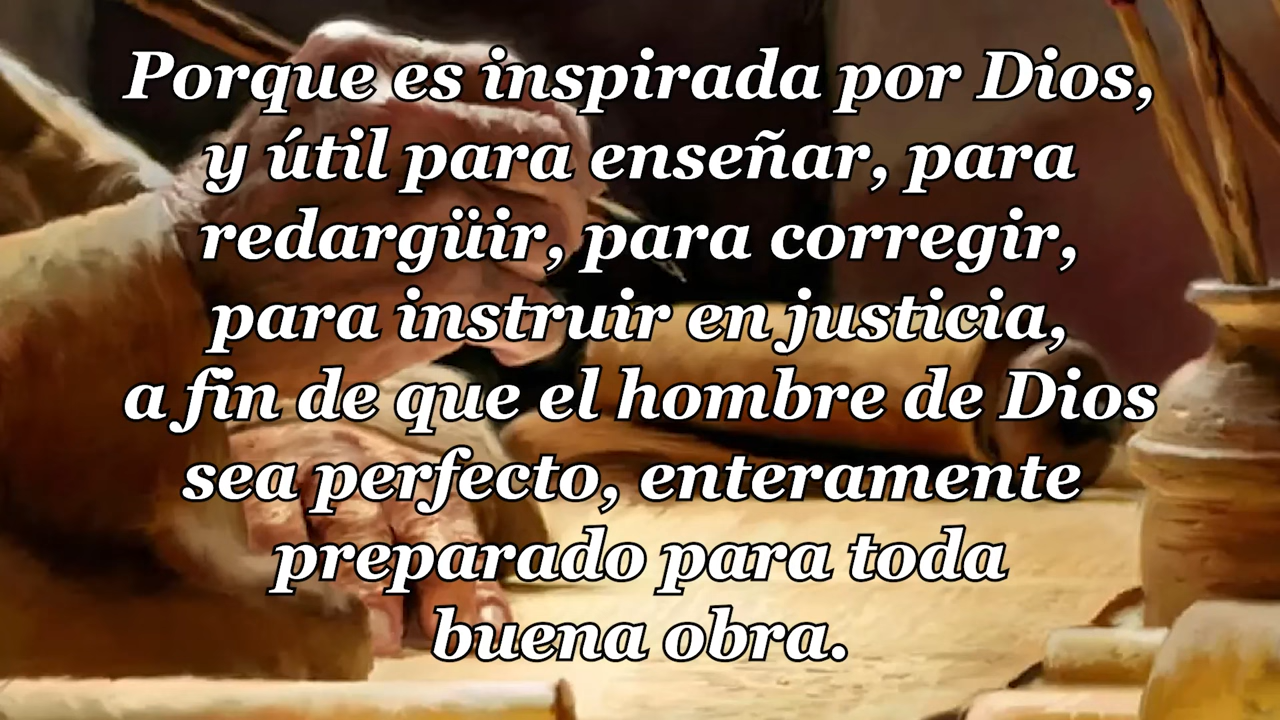 Porque es inspirada por Dios,
y útil para enseñar, para
redargüir, para corregir,
para instruir en justicia,
a fin de que el hombre de Dios
sea perfecto, enteramente
preparado para toda
buena obra.